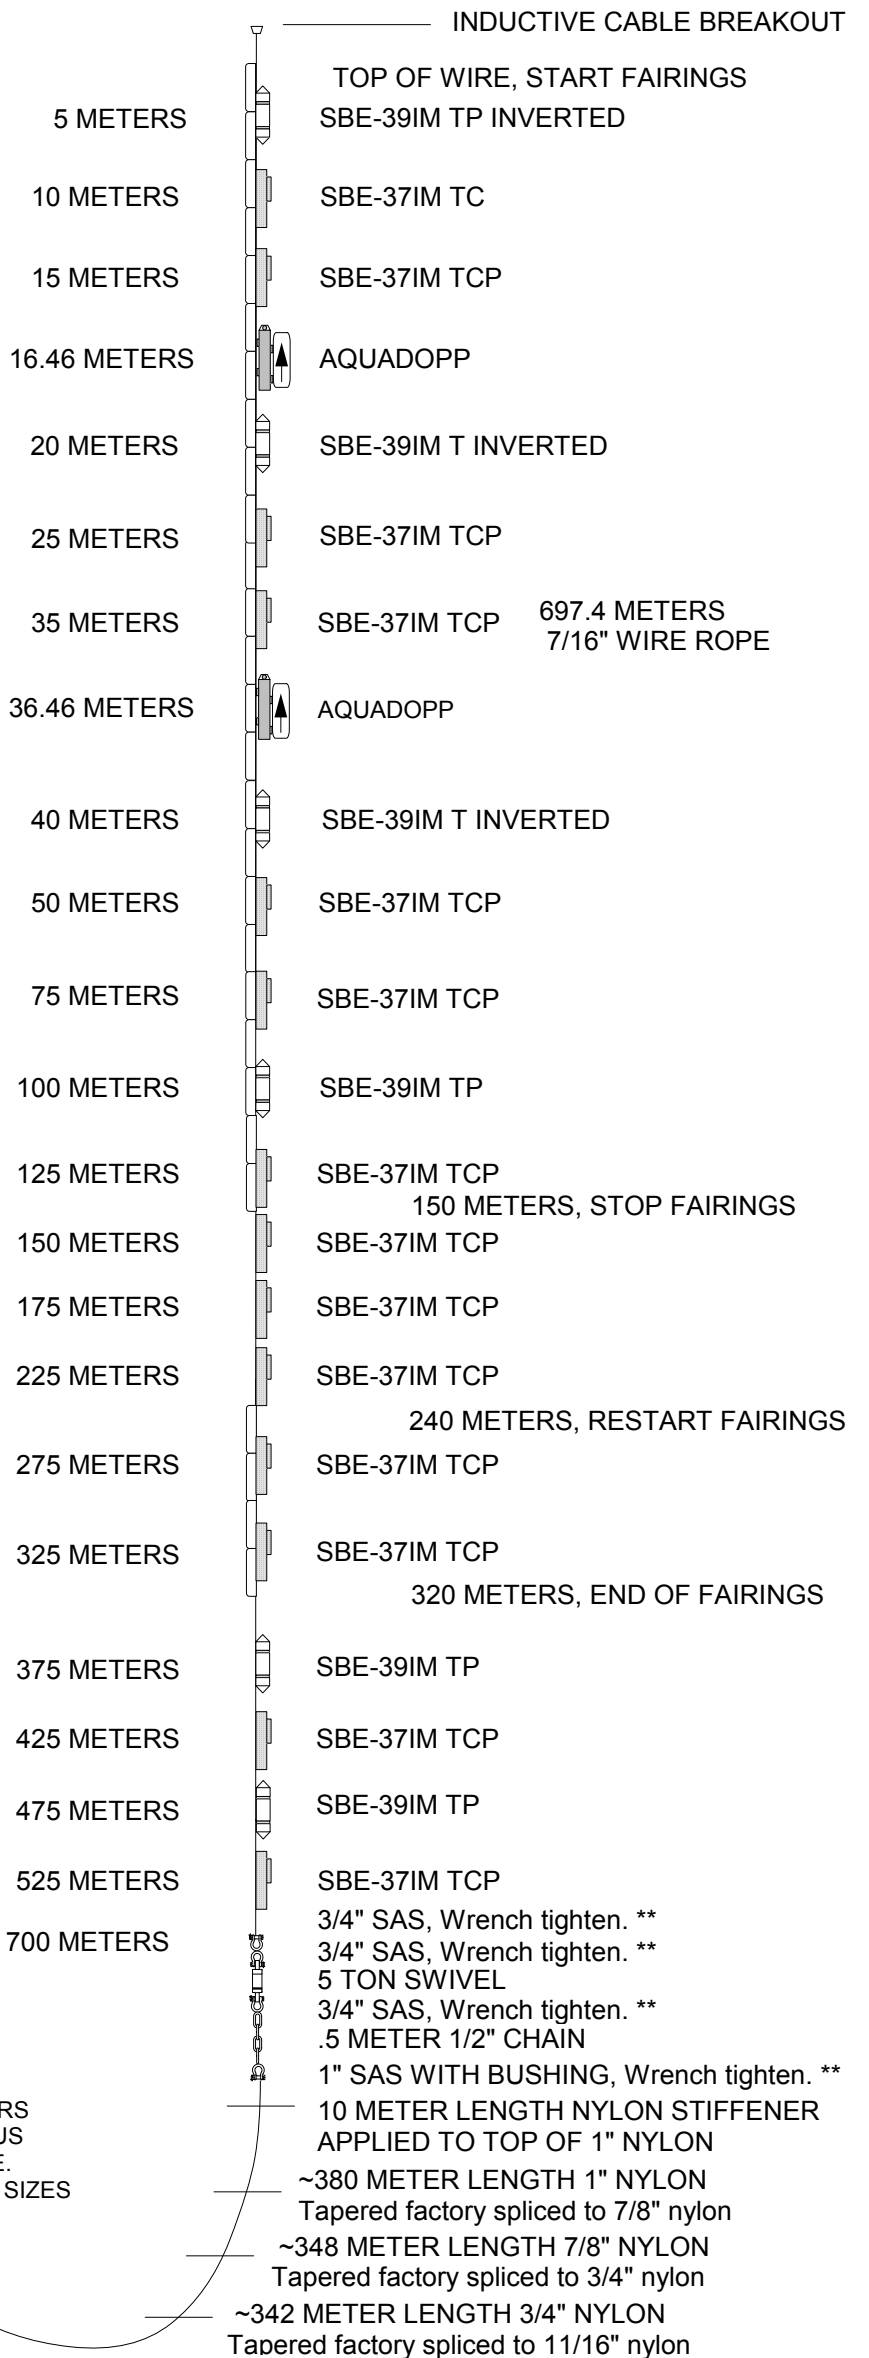 INDUCTIVE CABLE BREAKOUT
TOP OF WIRE, START FAIRINGS
5 METERS SBE-39IM TP INVERTED
10 METERS SBE-37IM TC
15 METERS SBE-37IM TCP
16.46 METERS AQUADOPP
20 METERS SBE-39IM T INVERTED
25 METERS SBE-37IM TCP
35 METERS SBE-37IM TCP
697.4 METERS
7/16" WIRE ROPE
36.46 METERS AQUADOPP
40 METERS SBE-39IM T INVERTED
50 METERS SBE-37IM TCP
75 METERS SBE-37IM TCP
100 METERS SBE-39IM TP
125 METERS SBE-37IM TCP
150 METERS, STOP FAIRINGS
150 METERS SBE-37IM TCP
175 METERS SBE-37IM TCP
225 METERS SBE-37IM TCP
240 METERS, RESTART FAIRINGS
275 METERS SBE-37IM TCP
325 METERS SBE-37IM TCP
320 METERS, END OF FAIRINGS
375 METERS SBE-39IM TP
425 METERS SBE-37IM TCP
475 METERS SBE-39IM TP
525 METERS SBE-37IM TCP
3/4" SAS, Wrench tighten. **
700 METERS
3/4" SAS, Wrench tighten. **
5 TON SWIVEL
3/4" SAS, Wrench tighten. **
.5 METER 1/2" CHAIN
1" SAS WITH BUSHING, Wrench tighten. **
RS
US
E.
SIZES
10 METER LENGTH NYLON STIFFENER
APPLIED TO TOP OF 1" NYLON
~380 METER LENGTH 1" NYLON
Tapered factory spliced to 7/8" nylon
~348 METER LENGTH 7/8" NYLON
Tapered factory spliced to 3/4" nylon
~342 METER LENGTH 3/4" NYLON
Tapered factory spliced to 11/16" nylon